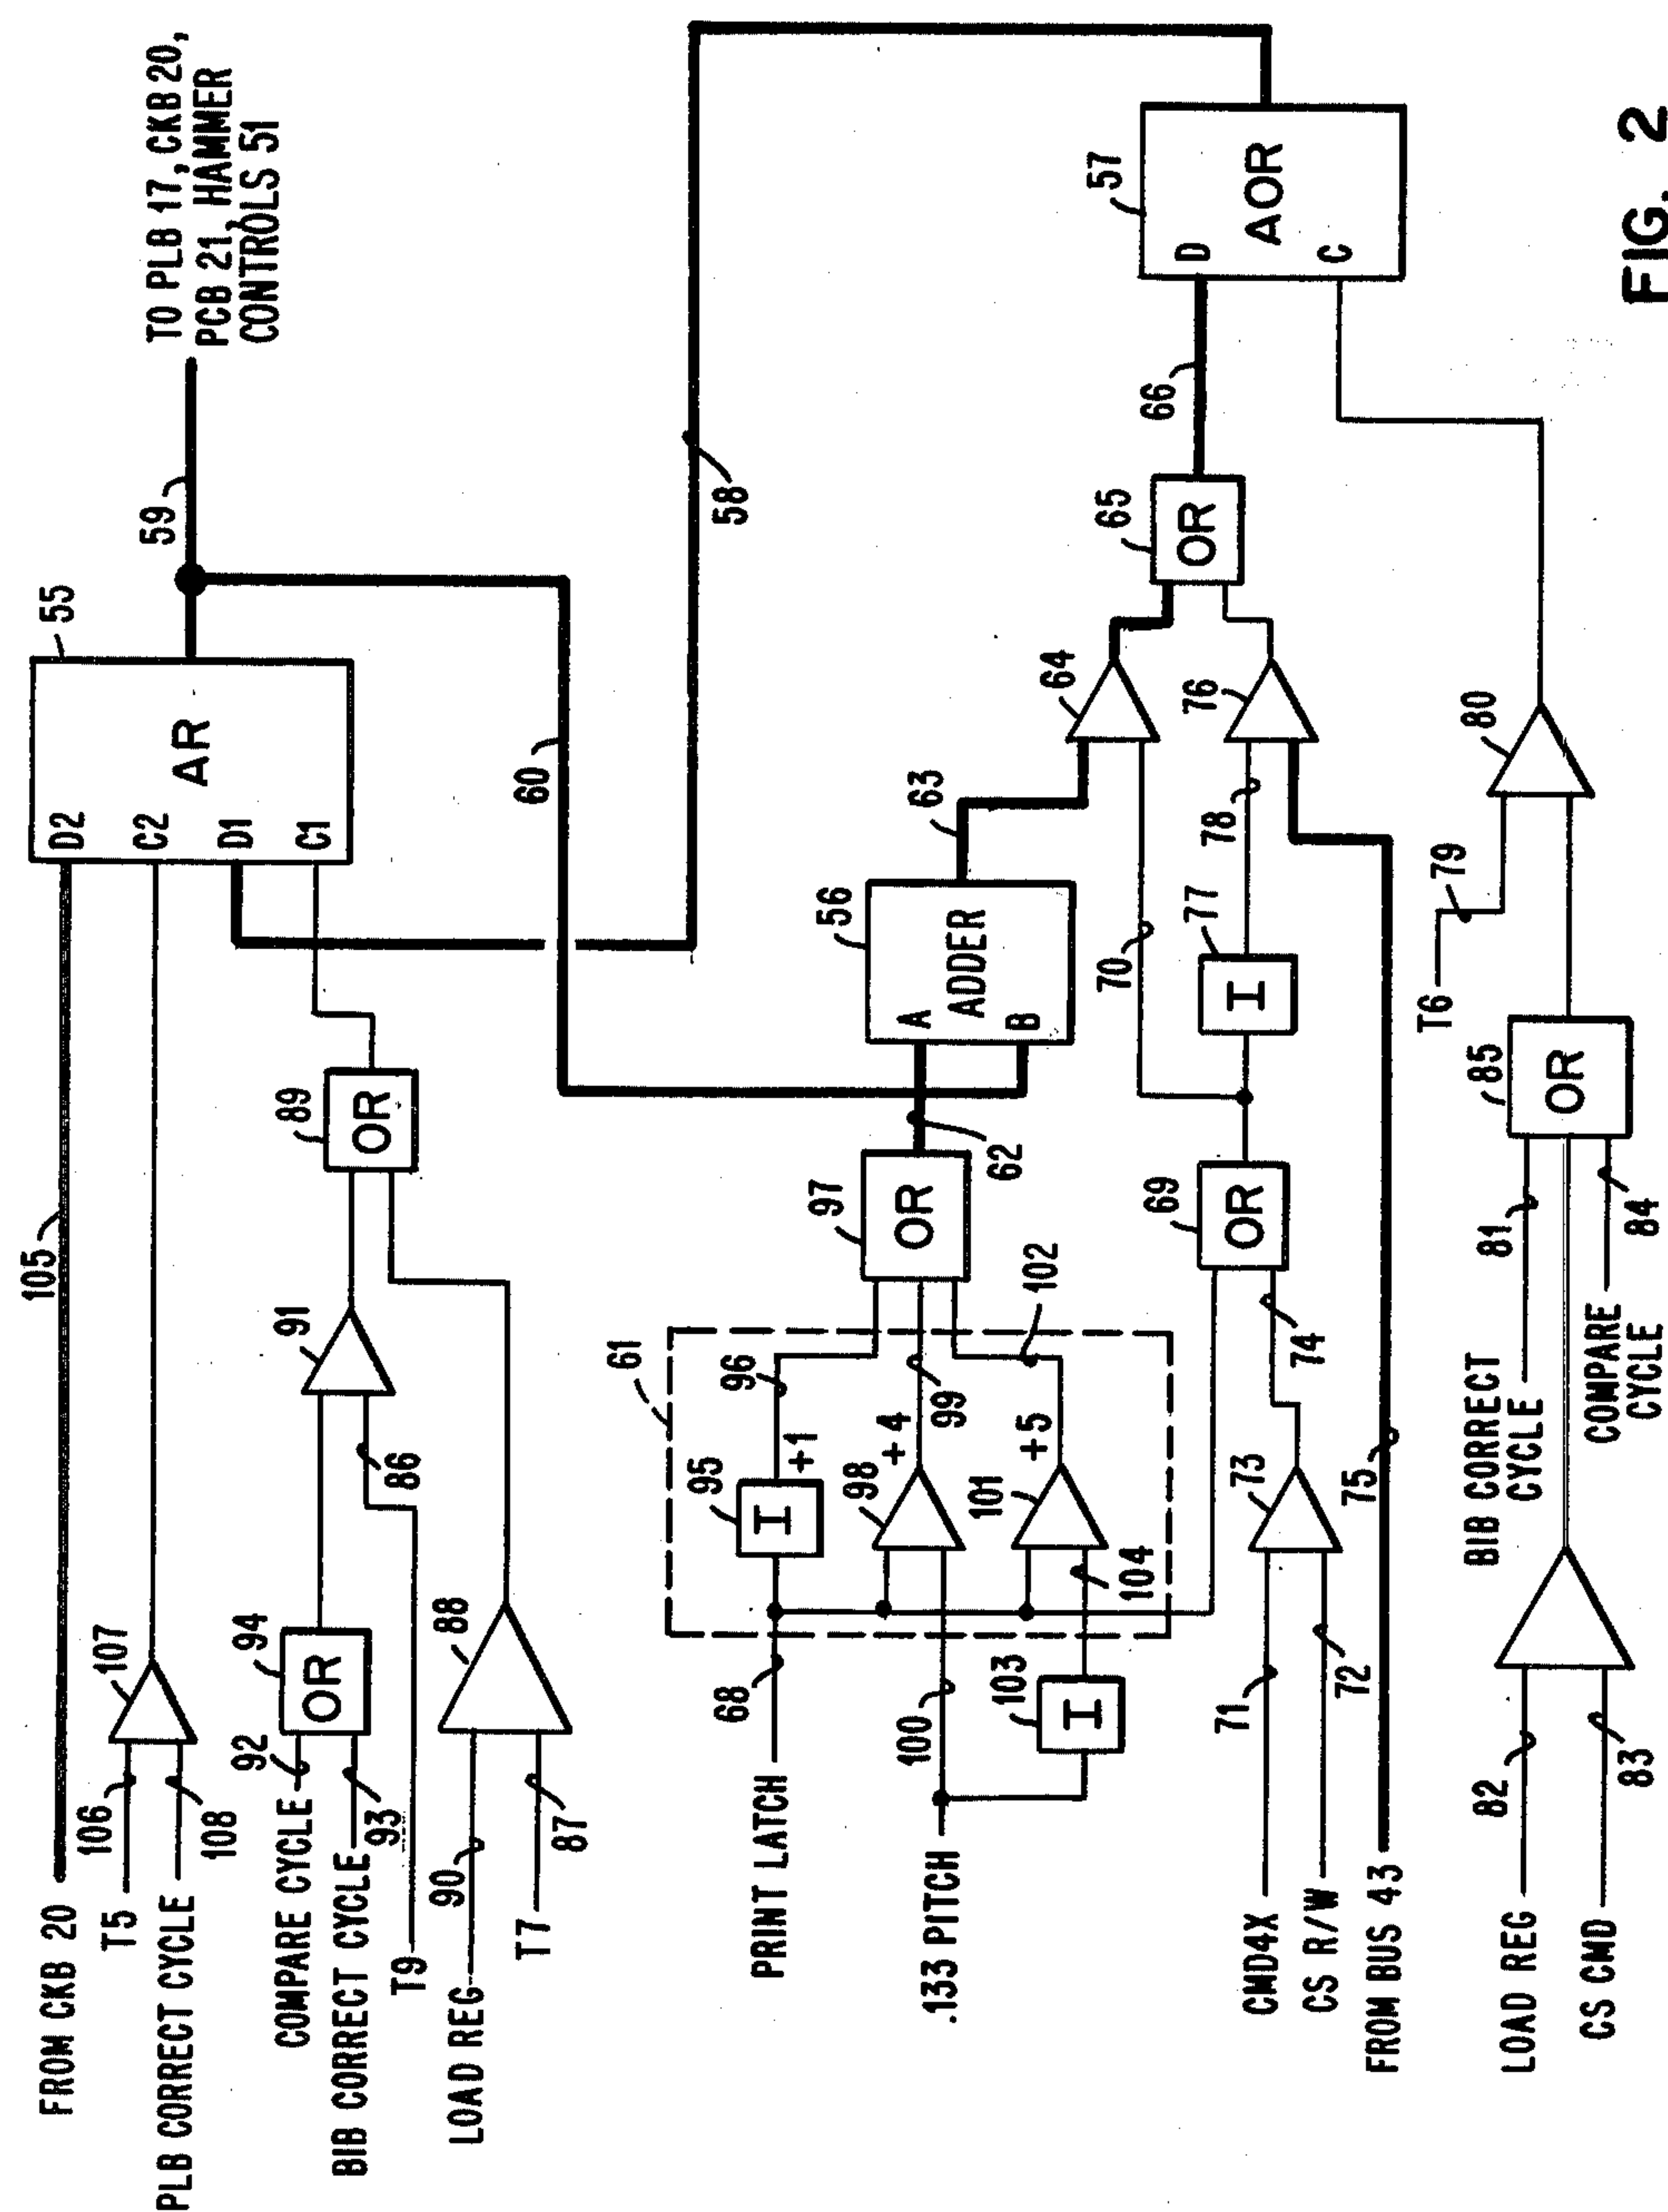 FROM CKB 20
105
T5
106
107
PLB CORRECT CYCLE
108
COMPARE CYCLE
92
94
OR
BIB CORRECT CYCLE
93
91
T9
86
89
OR
LOAD REG
90
88
T7
87
D2
C2
D1
C1
AR
55
59
TO PLB 17, CKB 20,
PCB 21, HAMMER
CONTROLS 51
60
58
61
PRINT LATCH
68
95
I
+1
96
98
+4
99
.133 PITCH
100
101
+5
102
103
I
104
97
OR
62
A
B
ADDER
56
63
64
CMD4X
71
73
74
CS R/W
72
69
OR
70
77
I
78
76
FROM BUS 43
75
65
OR
66
D
C
AOR
57
LOAD REG
82
CS CMD
83
BIB CORRECT
CYCLE
81
COMPARE
CYCLE
84
85
OR
T6
79
80
FIG. 2